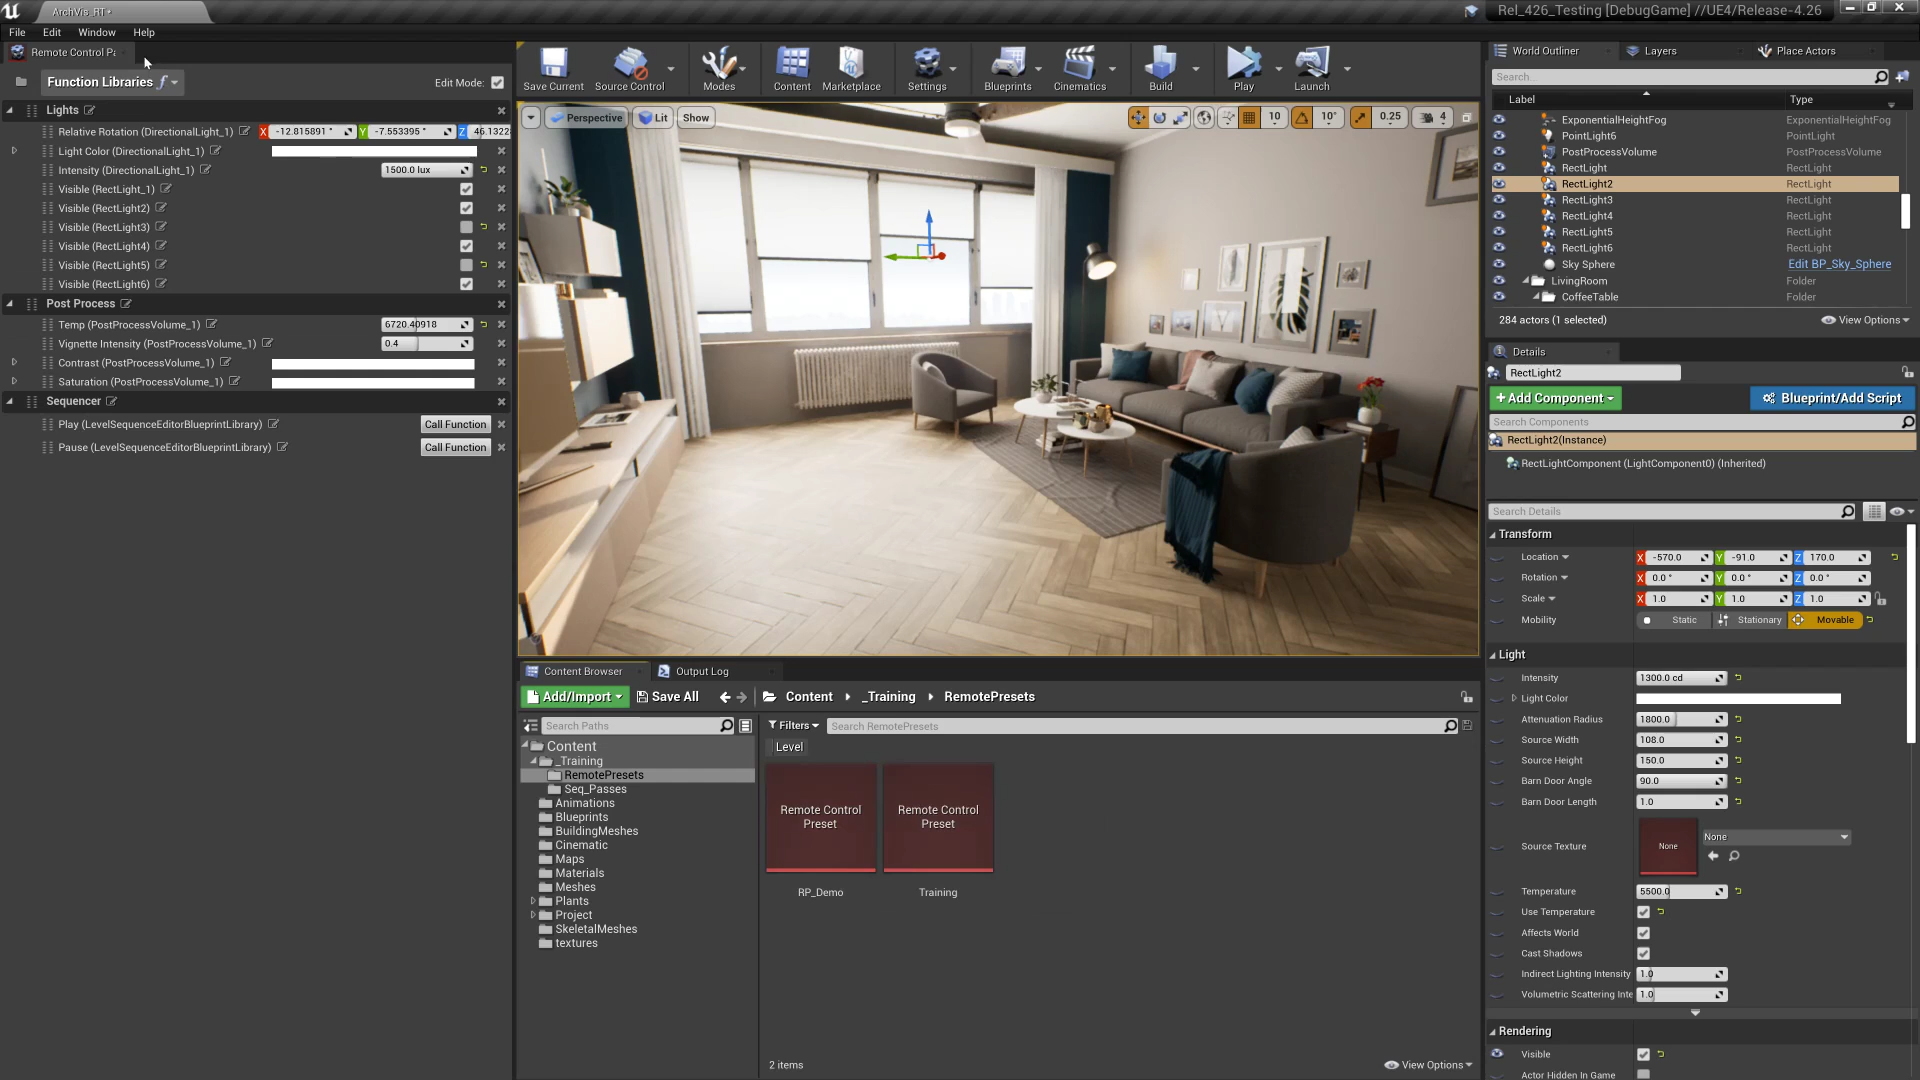 ArchVis_RT•
Rel_426_Testing [DebugGame] //UE4/Release-4.26
File Edit Window Help
Remote Control Pa
Function Libraries
Edit Mode:
Lights
Relative Rotation (DirectionalLight_1) X -12.815891 ° Y -7.553395 ° Z 46.1322
Light Color (DirectionalLight_1)
Intensity (DirectionalLight_1) 1500.0 lux
Visible (RectLight_1)
Visible (RectLight2)
Visible (RectLight3)
Visible (RectLight4)
Visible (RectLight5)
Visible (RectLight6)
Post Process
Temp (PostProcessVolume_1) 6720.40918
Vignette Intensity (PostProcessVolume_1) 0.4
Contrast (PostProcessVolume_1)
Saturation (PostProcessVolume_1)
Sequencer
Play (LevelSequenceEditorBlueprintLibrary) Call Function
Pause (LevelSequenceEditorBlueprintLibrary) Call Function
Save Current Source Control Modes Content Marketplace Settings Blueprints Cinematics Build Play Launch
Perspective Lit Show 10 10° 0.25 4
Content Browser Output Log
Add/Import Save All Content _Training RemotePresets
Search Paths
Filters Search RemotePresets
Level
Content
_Training
RemotePresets
Seq_Passes
Animations
Blueprints
BuildingMeshes
Cinematic
Maps
Materials
Meshes
Plants
Project
SkeletalMeshes
textures
Remote Control Preset
RP_Demo
Remote Control Preset
Training
2 items
View Options
World Outliner Layers Place Actors
Search...
Label Type
ExponentialHeightFog ExponentialHeightFog
PointLight6 PointLight
PostProcessVolume PostProcessVolume
RectLight RectLight
RectLight2 RectLight
RectLight3 RectLight
RectLight4 RectLight
RectLight5 RectLight
RectLight6 RectLight
Sky Sphere Edit BP_Sky_Sphere
LivingRoom Folder
CoffeeTable Folder
284 actors (1 selected) View Options
Details
RectLight2
+Add Component Blueprint/Add Script
Search Components
RectLight2(Instance)
RectLightComponent (LightComponent0) (Inherited)
Search Details
Transform
Location X -570.0 Y -91.0 Z 170.0
Rotation X 0.0 ° Y 0.0 ° Z 0.0 °
Scale X 1.0 Y 1.0 Z 1.0
Mobility Static Stationary Movable
Light
Intensity 1300.0 cd
Light Color
Attenuation Radius 1800.0
Source Width 108.0
Source Height 150.0
Barn Door Angle 90.0
Barn Door Length 1.0
Source Texture None None
Temperature 5500.0
Use Temperature
Affects World
Cast Shadows
Indirect Lighting Intensity 1.0
Volumetric Scattering Inte 1.0
Rendering
Visible
Actor Hidden In Game